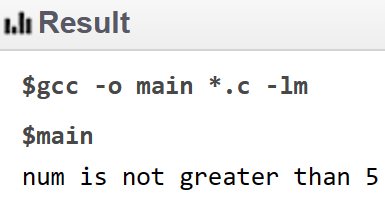 Result
$gcc -o main *.c -lm
$main
num is not greater than 5